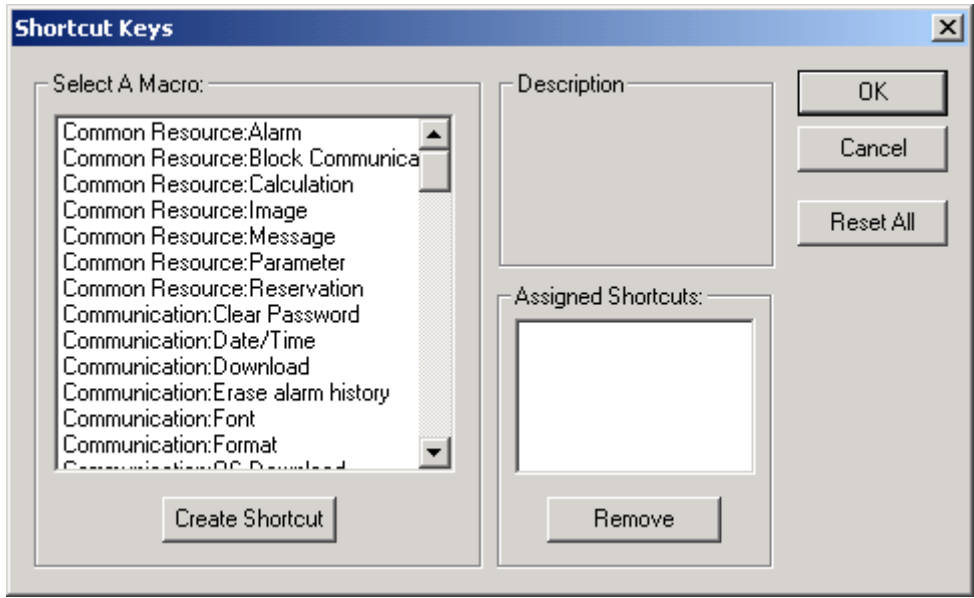 Shortcut Keys
Select A Macro:
Common Resource:Alarm
Common Resource:Block Communica
Common Resource:Calculation
Common Resource:Image
Common Resource:Message
Common Resource:Parameter
Common Resource:Reservation
Communication:Clear Password
Communication:Date/Time
Communication:Download
Communication:Erase alarm history
Communication:Font
Communication:Format
Create Shortcut
Description
Assigned Shortcuts:
Remove
OK
Cancel
Reset All